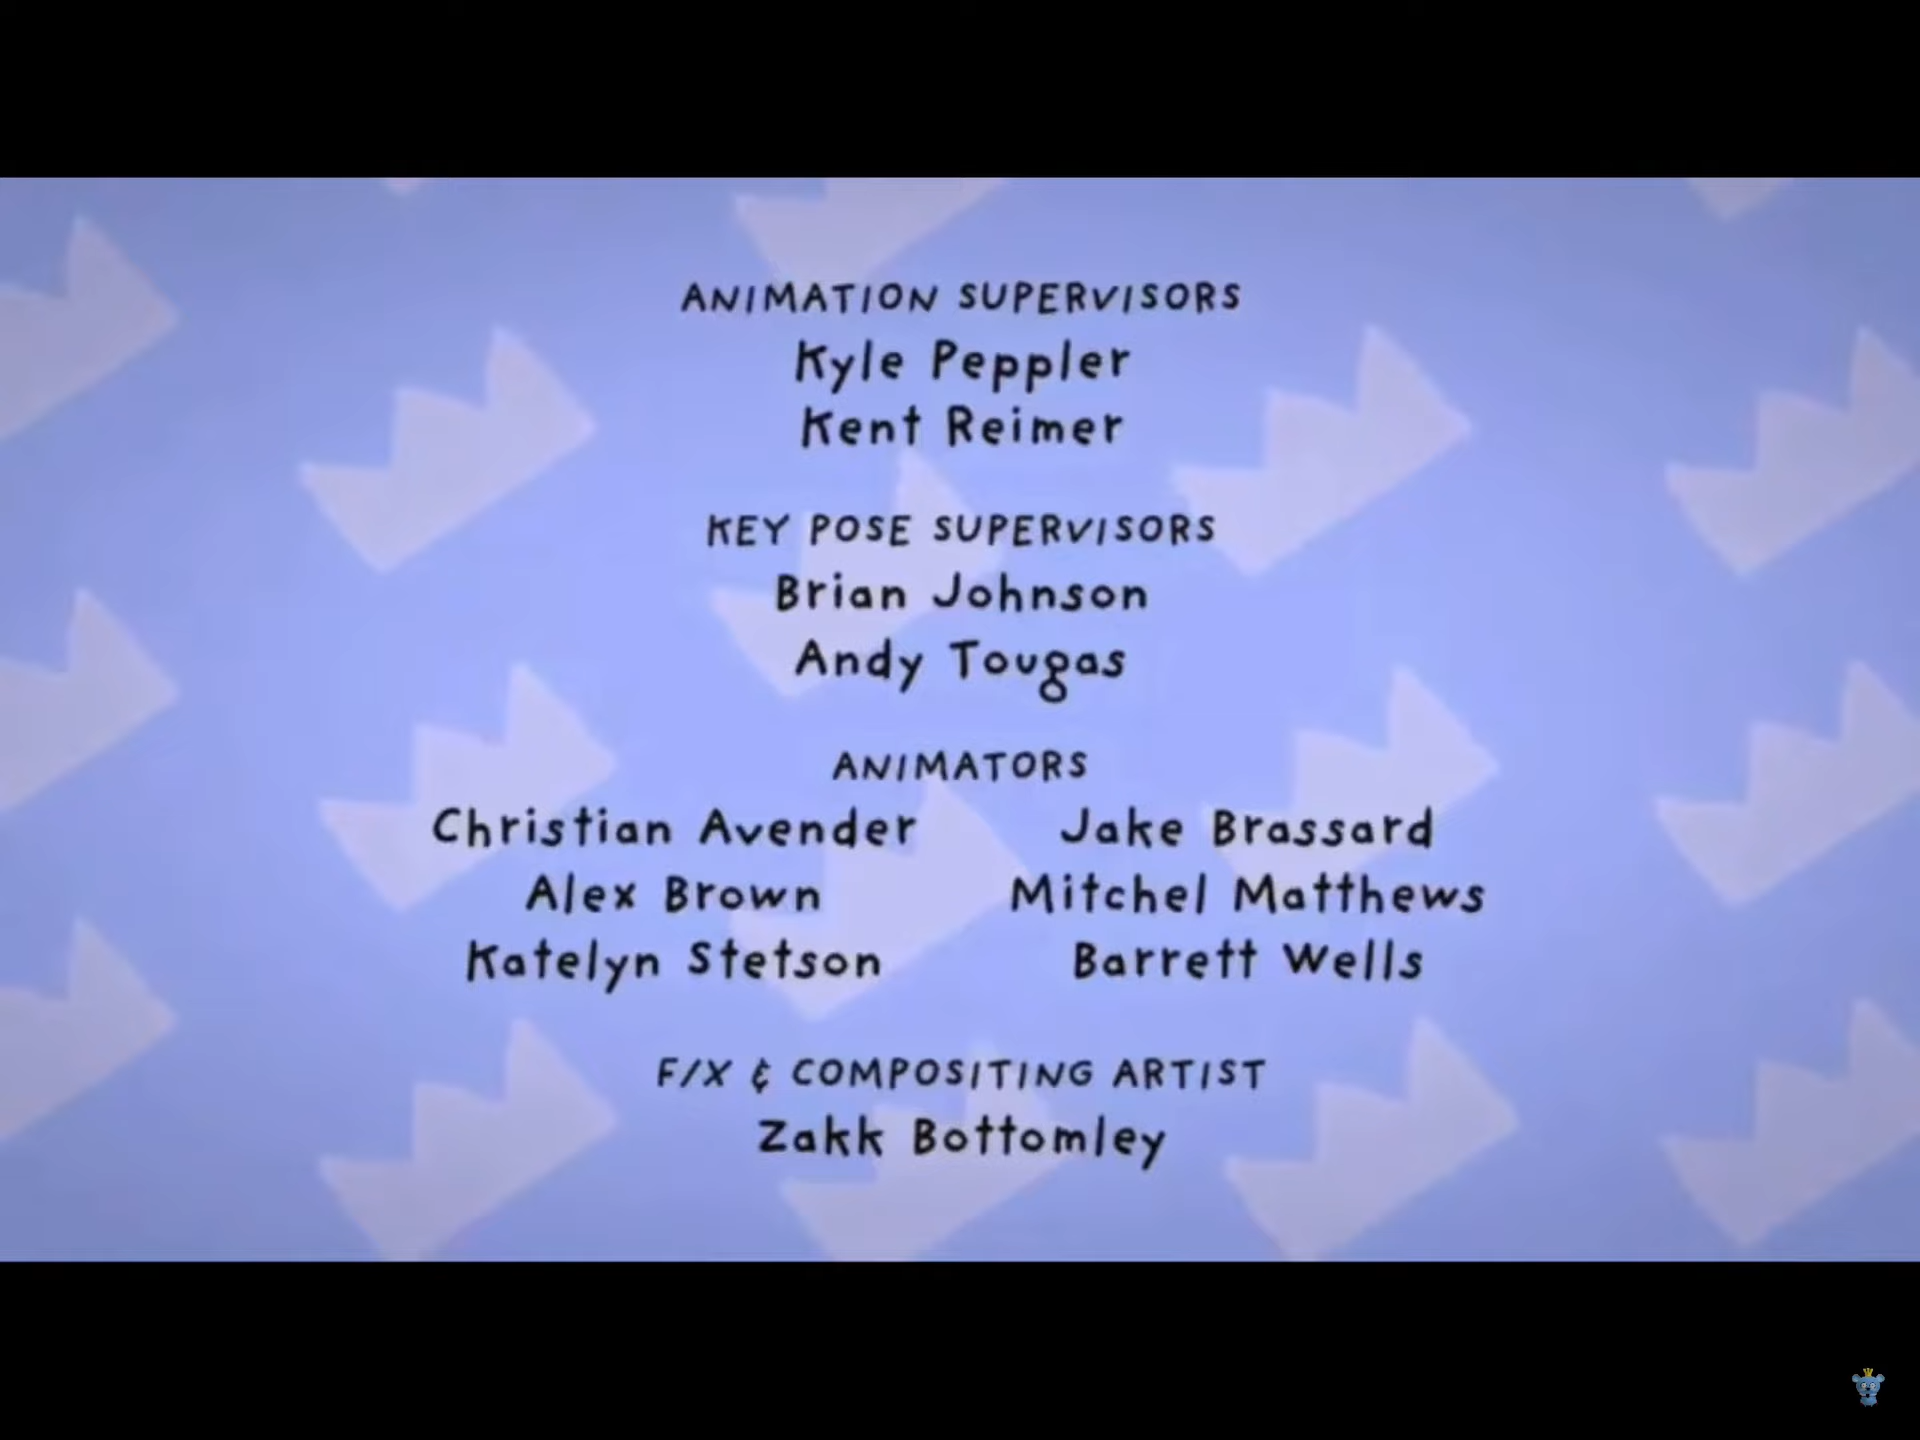 ANIMATION SUPERVISORS
Kyle Peppler
Kent Reimer
KEY POSE SUPERVISORS
Brian Johnson
Andy Tougas
ANIMATORS
Christian Avender Jake Brassard
Alex Brown Mitchel Matthews
Katelyn Stetson Barrett Wells
F/X & COMPOSITING ARTIST
Zakk Bottomley